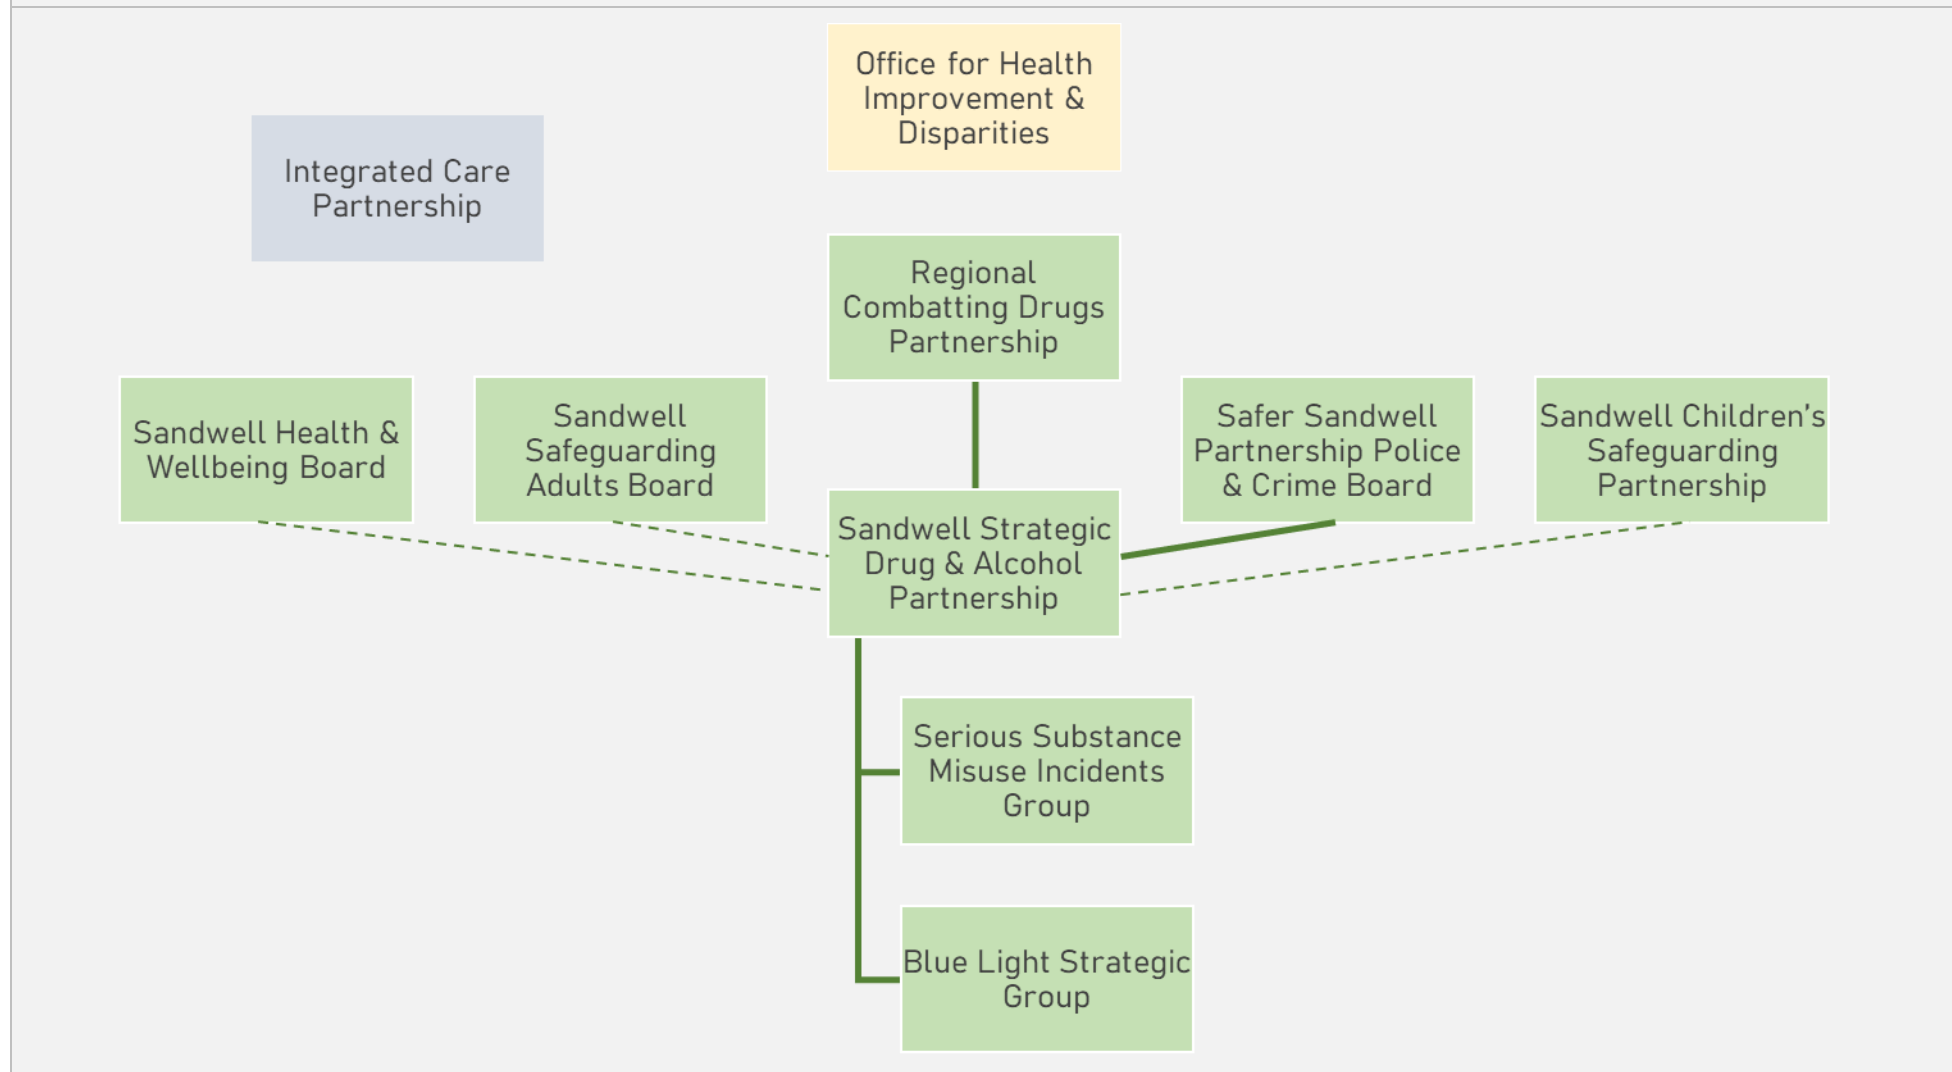 Office for Health
Improvement &
Disparities
Integrated Care
Partnership
Regional
Combatting Drugs
Partnership
Sandwell Health &
Wellbeing Board
Sandwell
Safeguarding
Adults Board
Safer Sandwell
Partnership Police
& Crime Board
Sandwell Children's
Safeguarding
Partnership
Sandwell Strategic
Drug & Alcohol
Partnership
Serious Substance
Misuse Incidents
Group
Blue Light Strategic
Group